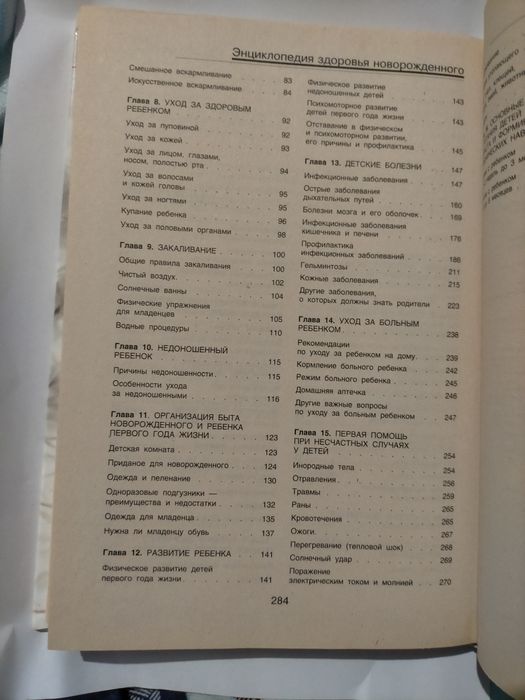 Энциклопедия здоровья новорожденного
Смешанное вскармливание 83
Искусственное вскармливание 84
Глава 8. УХОД ЗА ЗДОРОВЫМ
РЕБЕНКОМ 92
Уход за пуповиной 92
Уход за кожей 93
Уход за лицом, глазами,
носом, полостью рта 94
Уход за волосами
и кожей головы 95
Уход за ногтями 95
Купание ребенка 96
Уход за половыми органами 98
Глава 9. ЗАКАЛИВАНИЕ 100
Общие правила закаливания 100
Чистый воздух 102
Солнечные ванны 104
Физические упражнения
для младенцев 105
Водные процедуры 110
Глава 10. НЕДОНОШЕННЫЙ
РЕБЕНОК 115
Причины недоношенности 115
Особенности ухода
за недоношенными 116
Глава 11. ОРГАНИЗАЦИЯ БЫТА
НОВОРОЖДЕННОГО И РЕБЕНКА
ПЕРВОГО ГОДА ЖИЗНИ 123
Детская комната 123
Приданое для новорожденного 124
Одежда и пеленание 130
Одноразовые подгузники —
преимущества и недостатки 132
Одежда для младенца 135
Нужна ли младенцу обувь 137
Глава 12. РАЗВИТИЕ РЕБЕНКА 141
Физическое развитие детей
первого года жизни 141
Физическое развитие
недоношенных детей 143
Психомоторное развитие
детей первого года жизни 143
Отставание в физическом
и психомоторном развитии,
его причины и профилактика 145
Глава 13. ДЕТСКИЕ БОЛЕЗНИ 147
Инфекционные заболевания 147
Острые заболевания
дыхательных путей 160
Болезни мозга и его оболочек 169
Инфекционные заболевания
кишечника и печени 176
Профилактика
инфекционных заболеваний 188
Гельминтозы 211
Кожные заболевания 215
Другие заболевания,
о которых должны знать родители 223
Глава 14. УХОД ЗА БОЛЬНЫМ
РЕБЕНКОМ 238
Рекомендации
по уходу за ребенком на дому 239
Кормление больного ребенка 242
Режим больного ребенка 245
Домашняя аптечка 246
Другие важные вопросы
по уходу за больным ребенком 247
Глава 15. ПЕРВАЯ ПОМОЩЬ
ПРИ НЕСЧАСТНЫХ СЛУЧАЯХ
У ДЕТЕЙ 254
Инородные тела 254
Отравления 256
Травмы 259
Раны 265
Кровотечения 265
Ожоги 267
Перегревание (тепловой шок) 268
Солнечный удар 269
Поражение
электрическим током и молнией 270
284